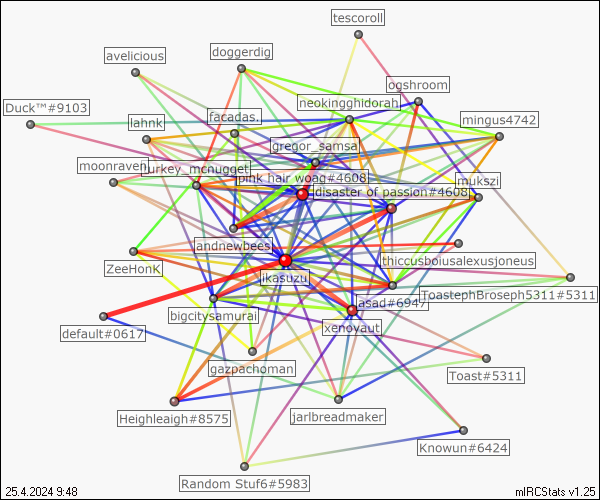 tescoroll
doggerdig
avelicious
ogshroom
neokingghidorah
Duck™#9103
facadas.
mingus4742
lahnk
gregor_samsa
moonraven
turkey_mcnugget
pink hair woag#4608
mukszi
disaster of passion#4608
andnewbees
thiccusboiusalexusjoneus
ZeeHonK
ikasuzu
ToastephBroseph5311#5311
asad#6947
bigcitysamurai
default#0617
xenoyaut
gazpachoman
Toast#5311
Heighleaigh#8575
jarlbreadmaker
Knowun#6424
Random Stuf6#5983
25.4.2024 9:48
mIRCStats v1.25